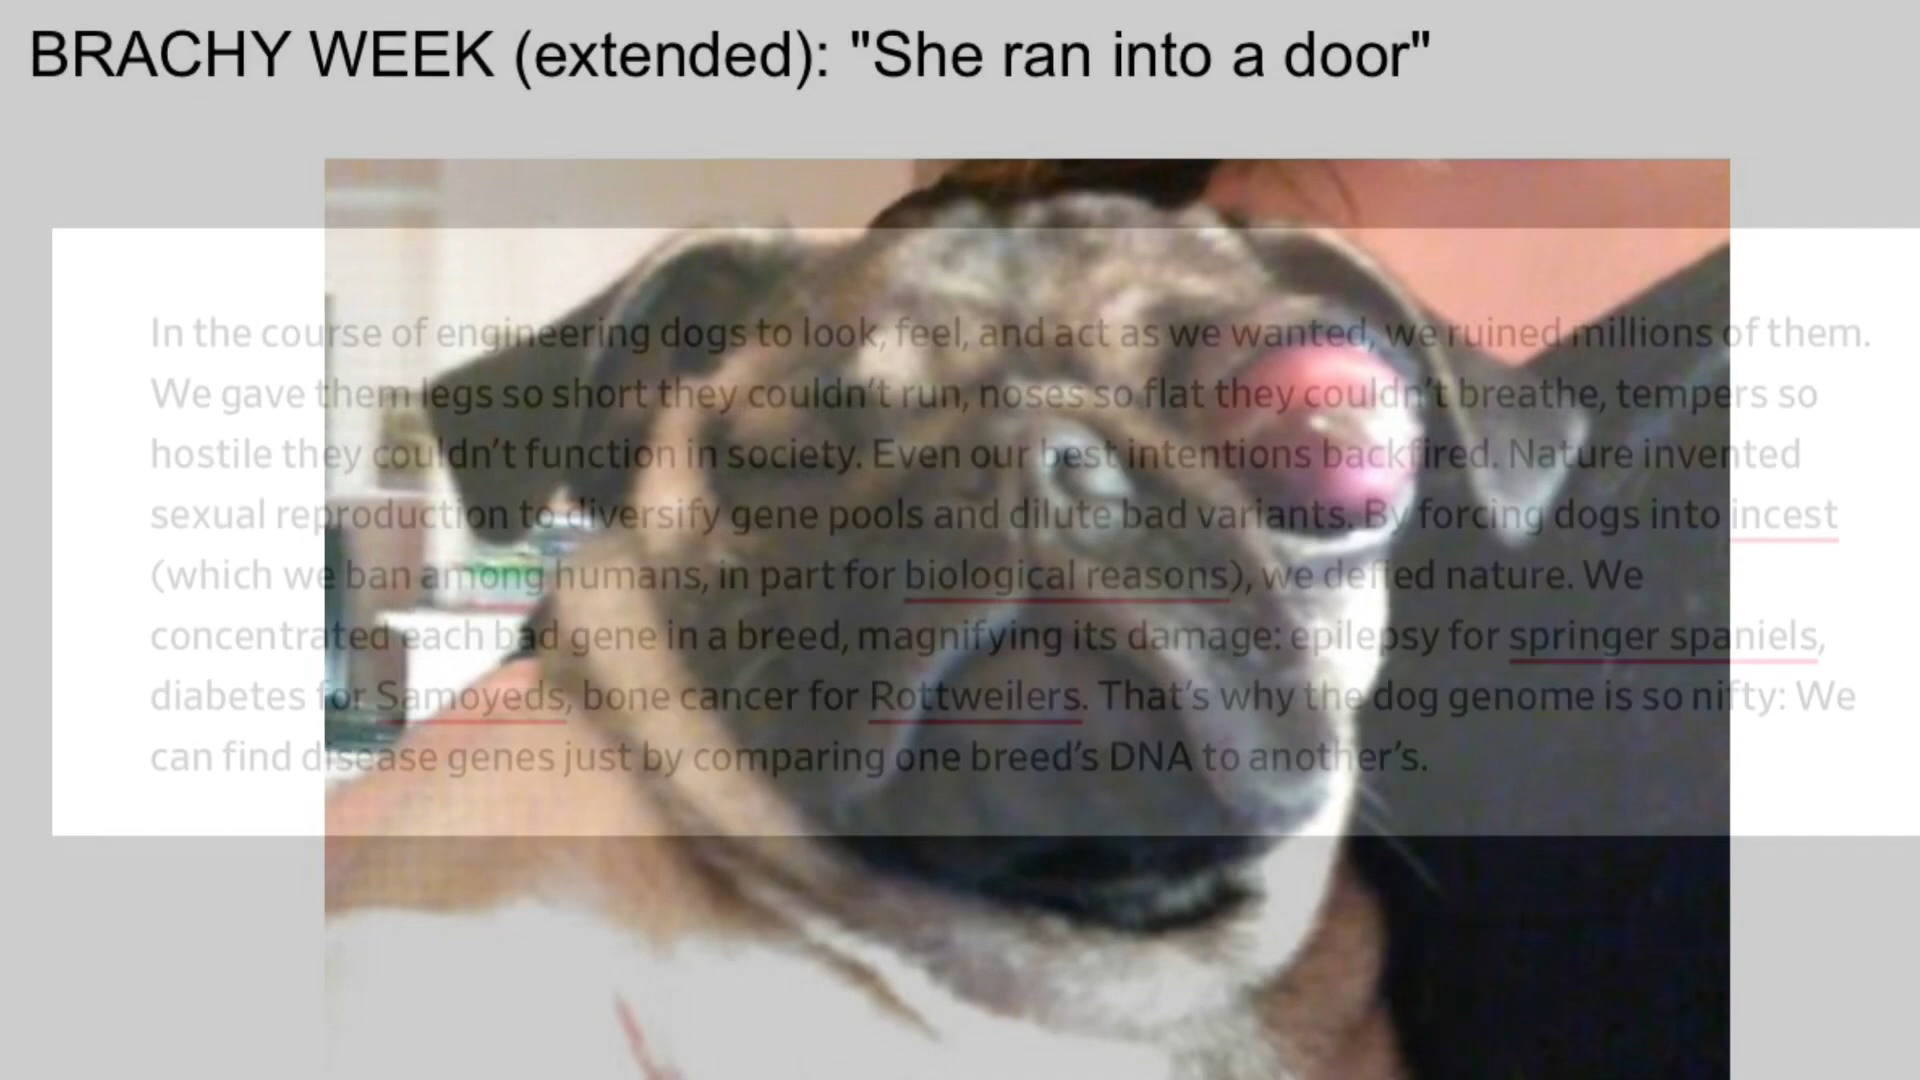 BRACHY WEEK (extended): "She ran into a door"
In the course of engineering dogs to look, feel, and act as we wanted, we ruined millions of them.
We gave them legs so short they couldn’t run, noses so flat they couldn’t breathe, tempers so
hostile they couldn’t function in society. Even our best intentions backfired. Nature invented
sexual reproduction to diversify gene pools and dilute bad variants. By forcing dogs into incest
(which we ban among humans, in part for biological reasons), we defied nature. We
concentrated each bad gene in a breed, magnifying its damage: epilepsy for springer spaniels,
diabetes for Samoyeds, bone cancer for Rottweilers. That’s why the dog genome is so nifty: We
can find disease genes just by comparing one breed’s DNA to another’s.